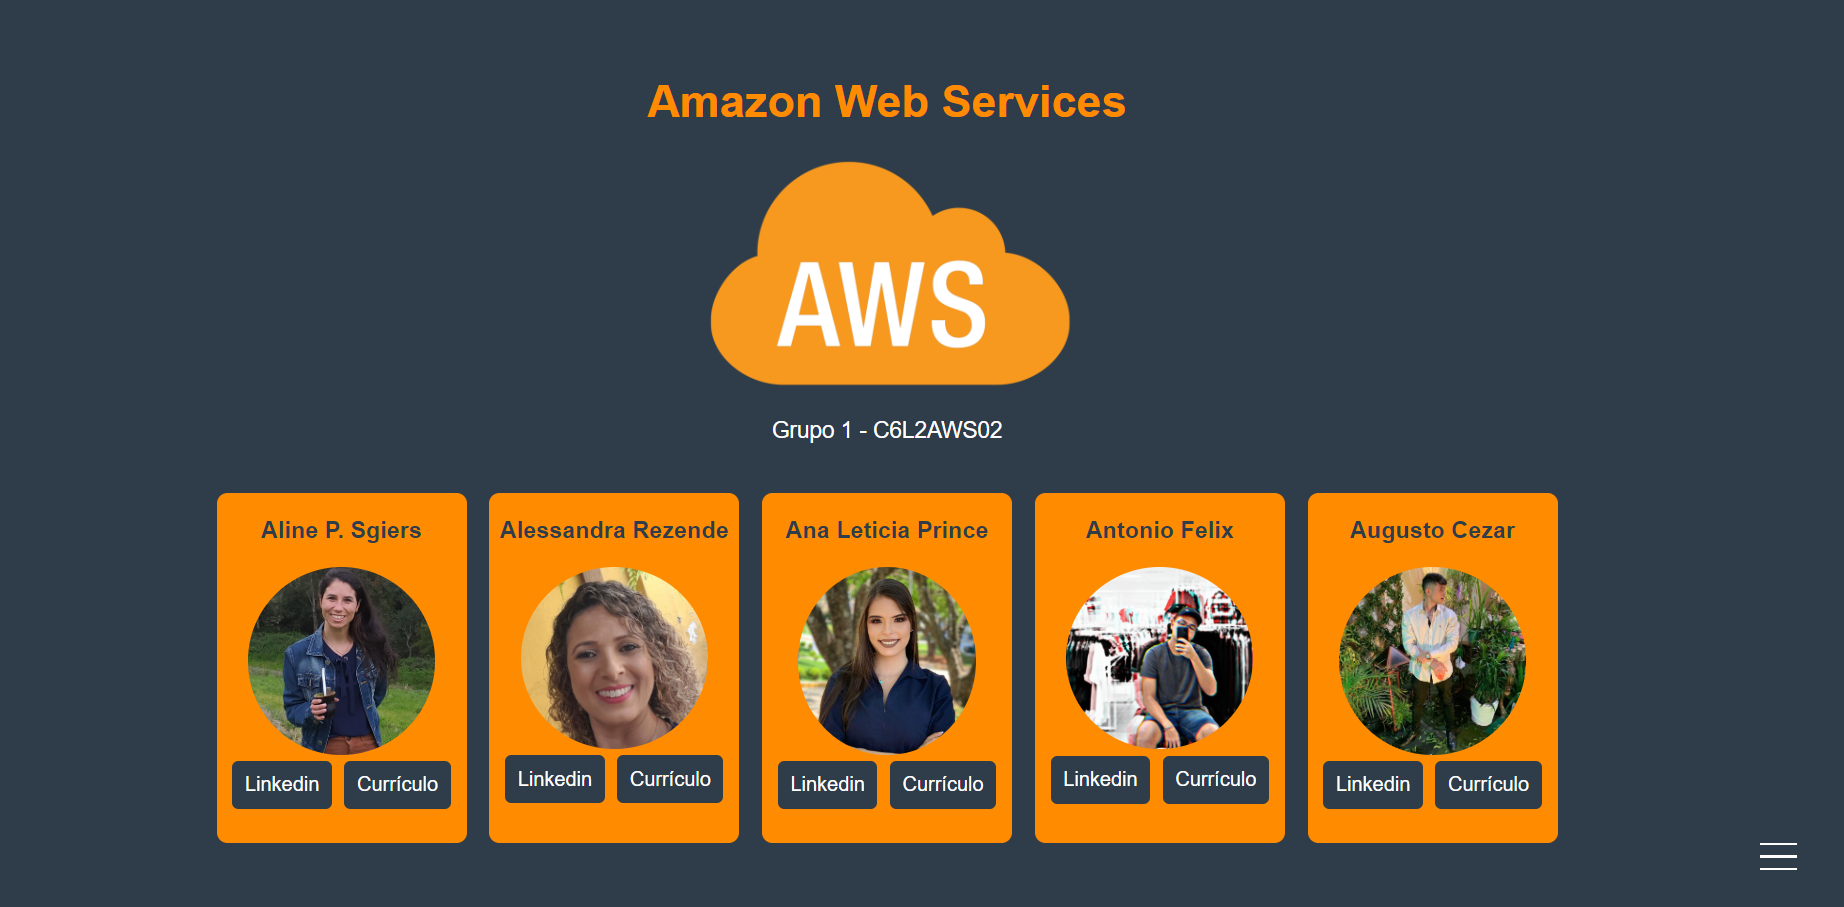 Amazon Web Services
AWS
Grupo 1 - C6L2AWS02
Aline P. Sgiers
Linkedin Currículo
Alessandra Rezende
Linkedin Currículo
Ana Leticia Prince
Linkedin Currículo
Antonio Felix
Linkedin Currículo
Augusto Cezar
Linkedin Currículo